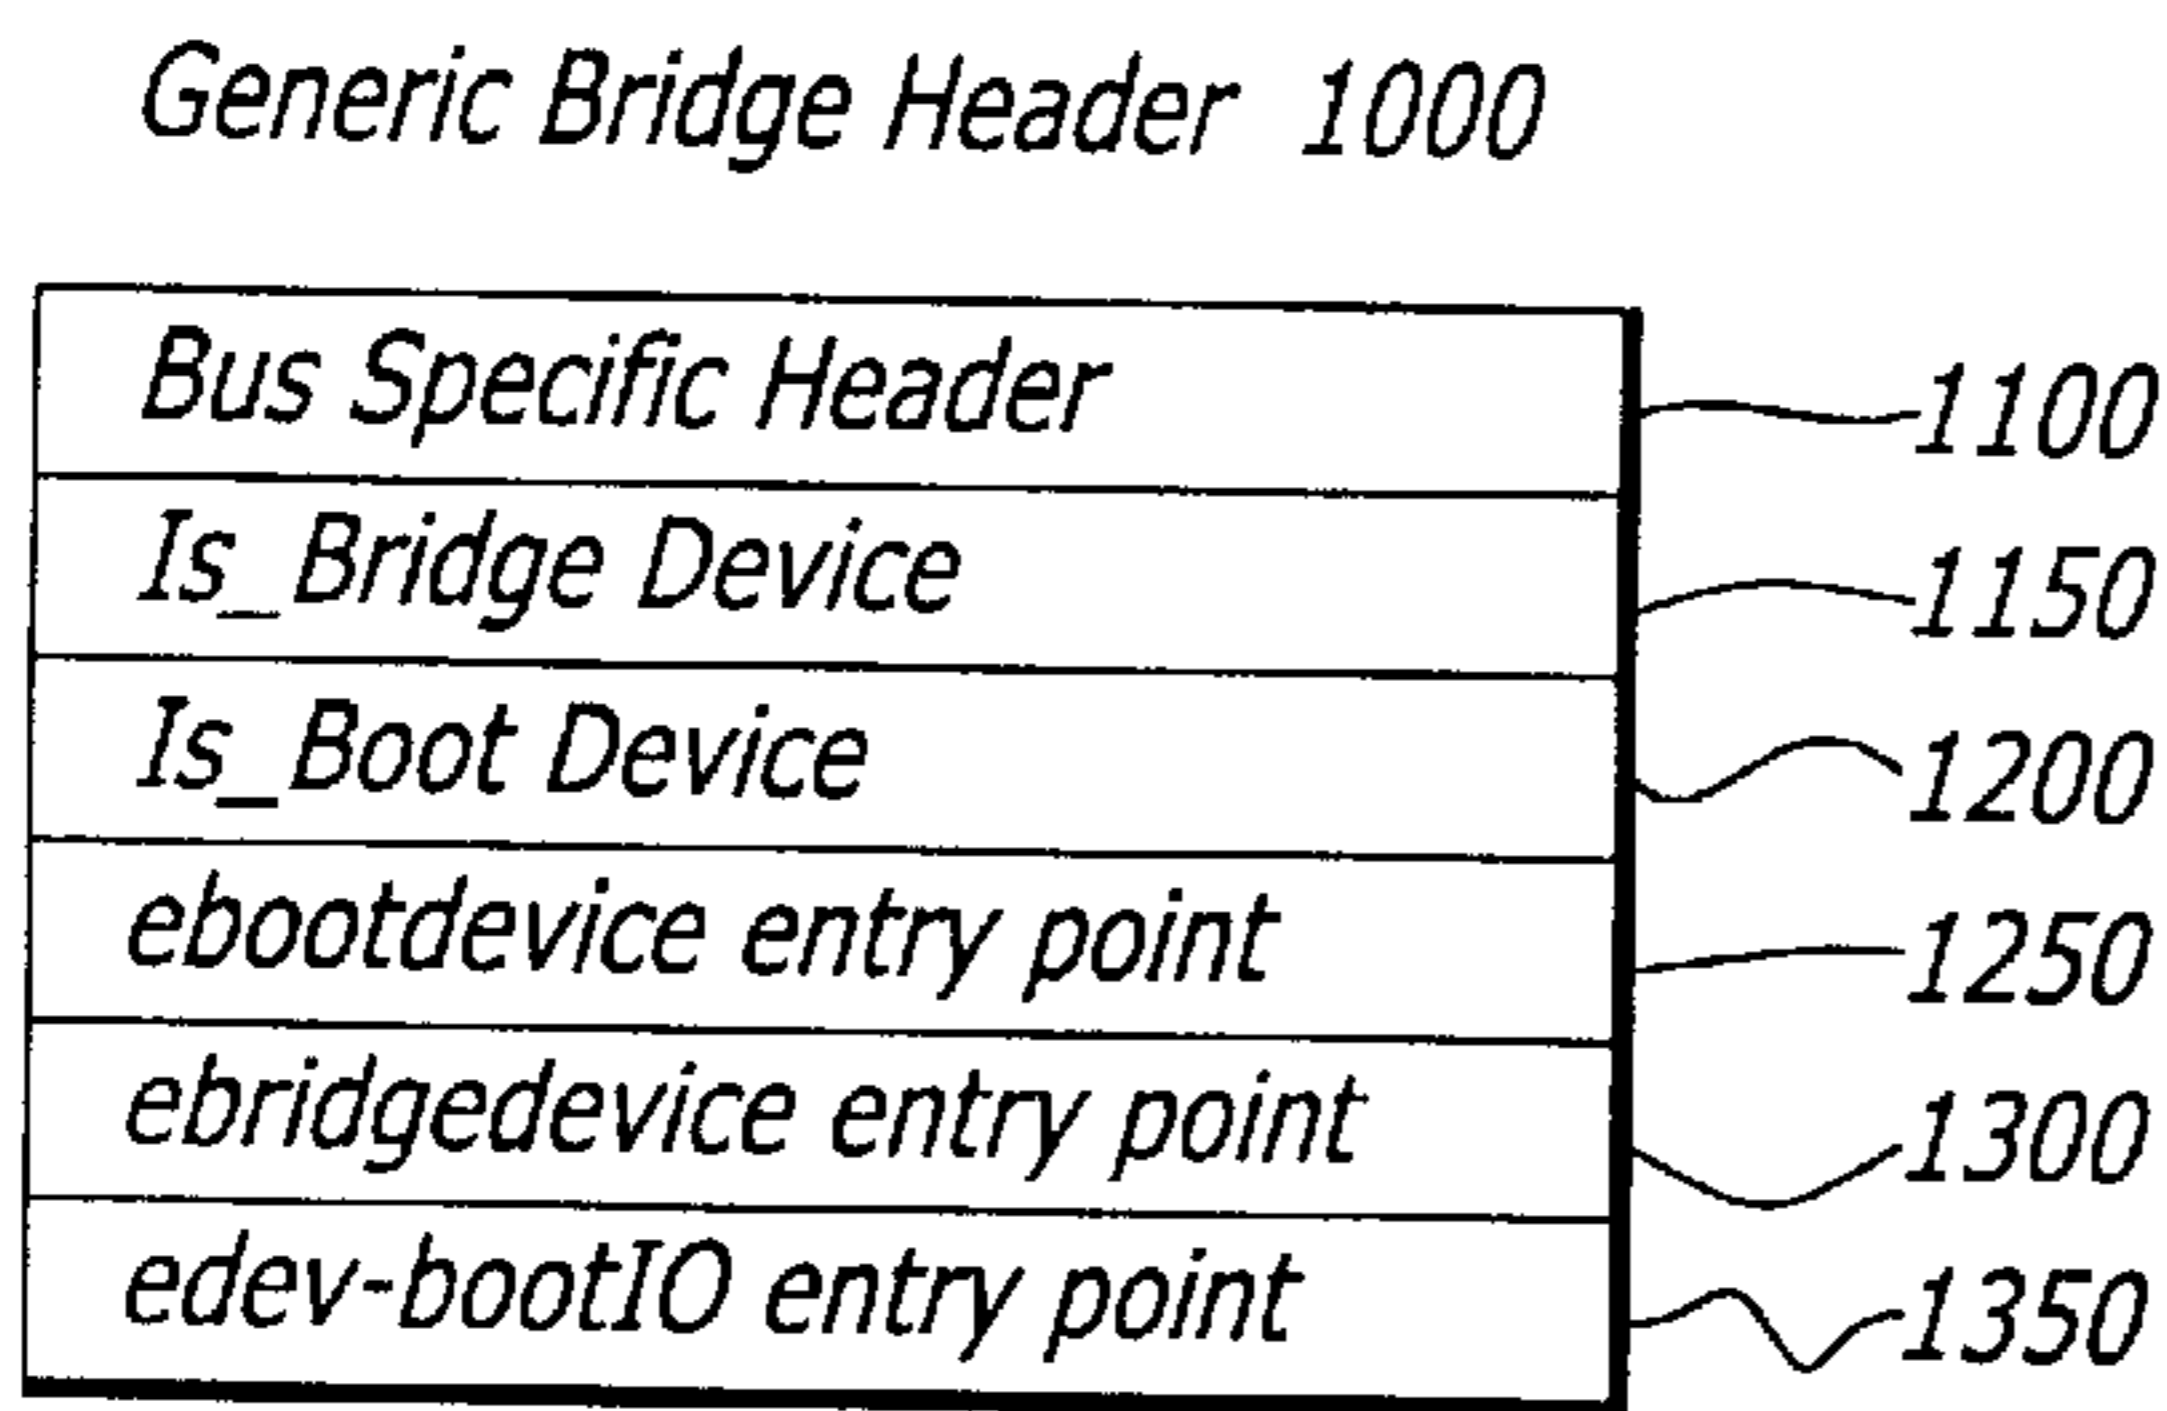 Generic Bridge Header 1000
Bus Specific Header 1100
Is_Bridge Device 1150
Is_Boot Device 1200
ebootdevice entry point 1250
ebridgedevice entry point 1300
edev-bootIO entry point 1350